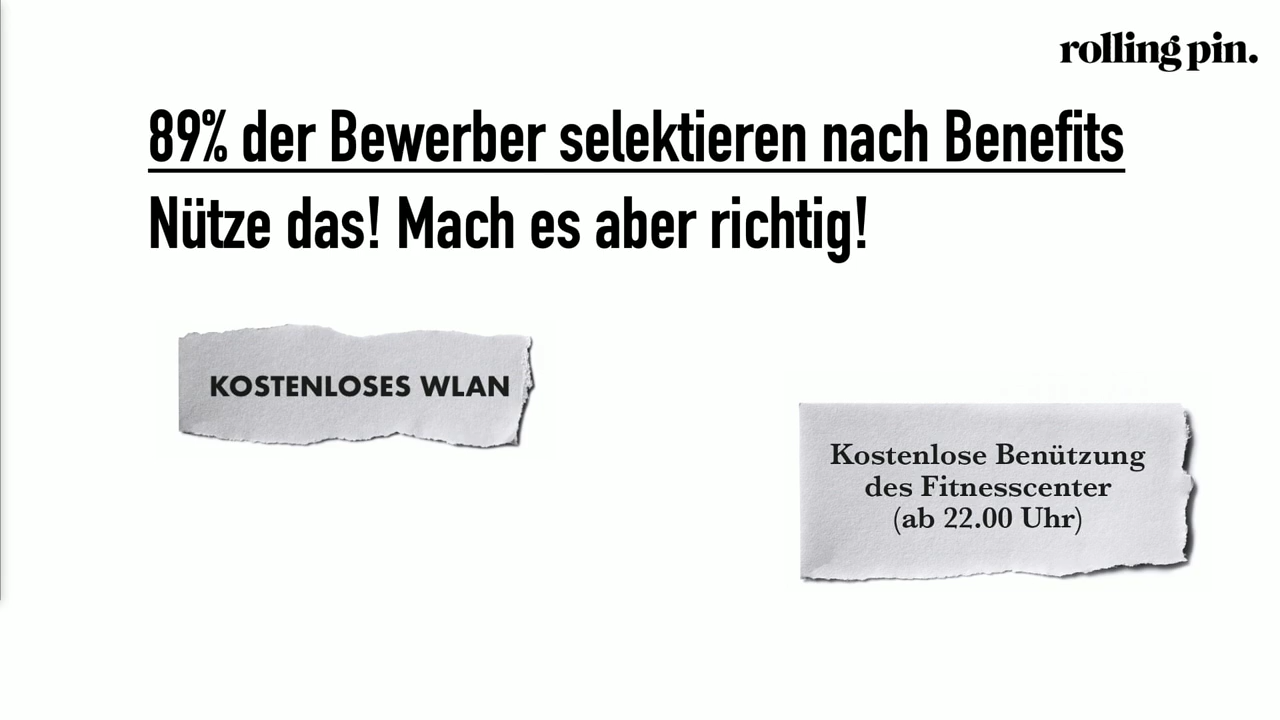 rolling pin.
89% der Bewerber selektieren nach Benefits
Nütze das! Mach es aber richtig!
KOSTENLOSES WLAN
Kostenlose Benützung
des Fitnesscenter
(ab 22.00 Uhr)